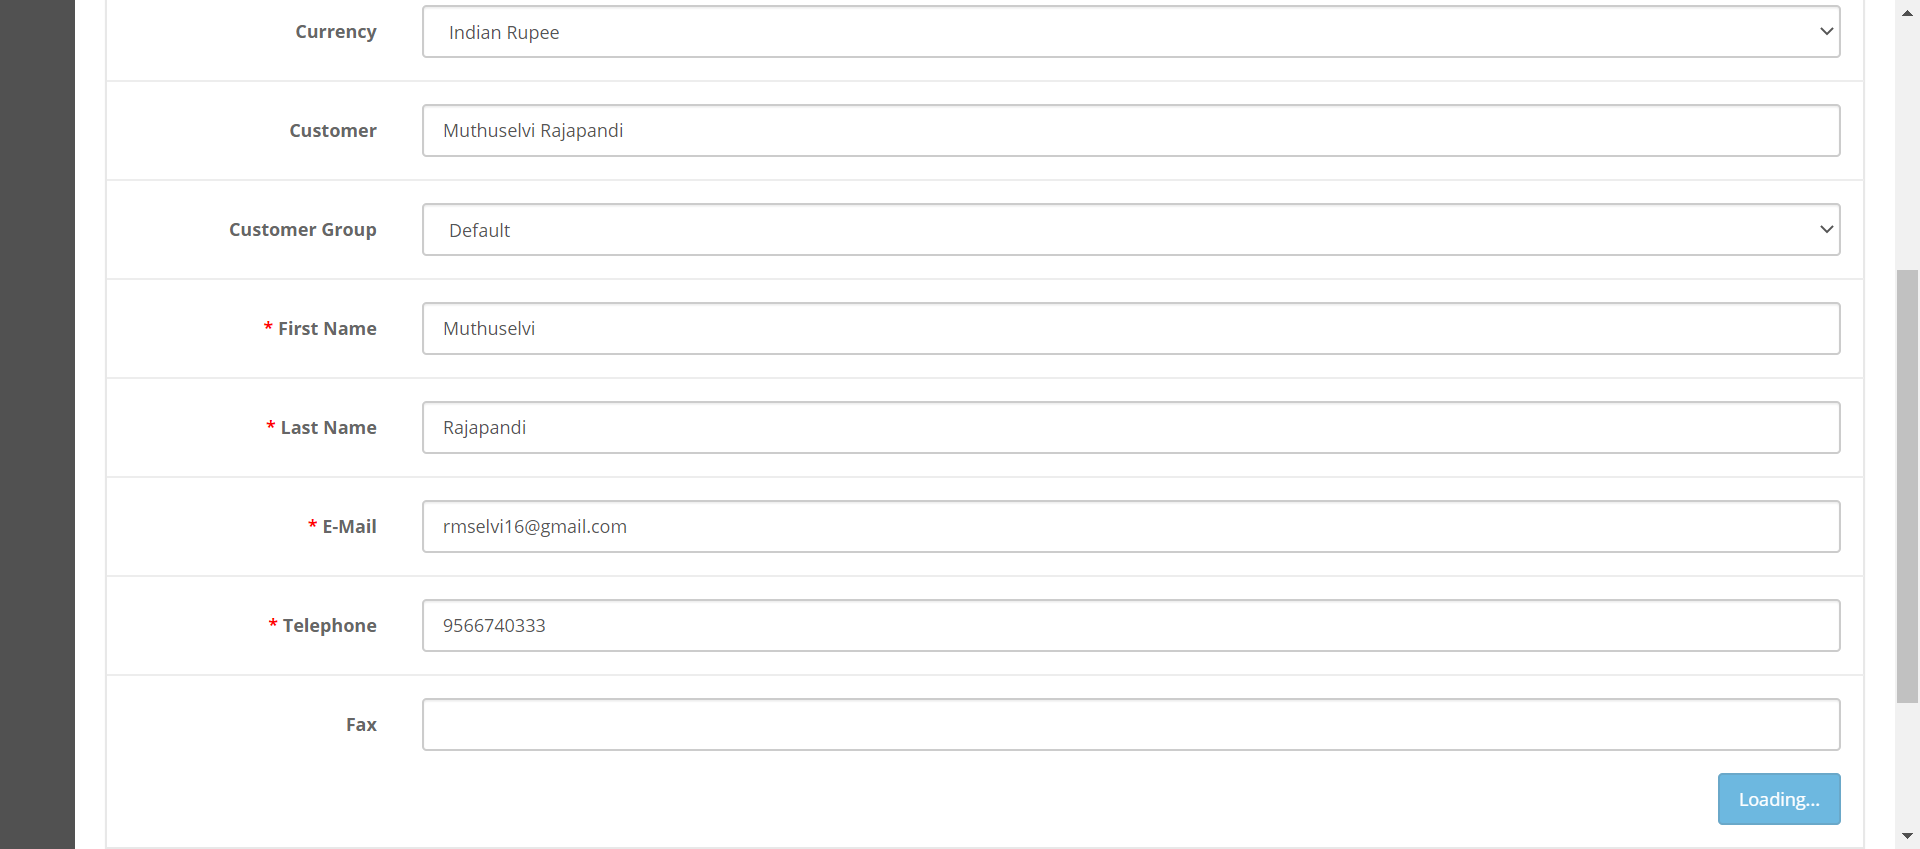 Currency
Indian Rupee
Customer
Muthuselvi Rajapandi
Customer Group
Default
* First Name
Muthuselvi
* Last Name
Rajapandi
* E-Mail
rmselvi16@gmail.com
* Telephone
9566740333
Fax
Loading...